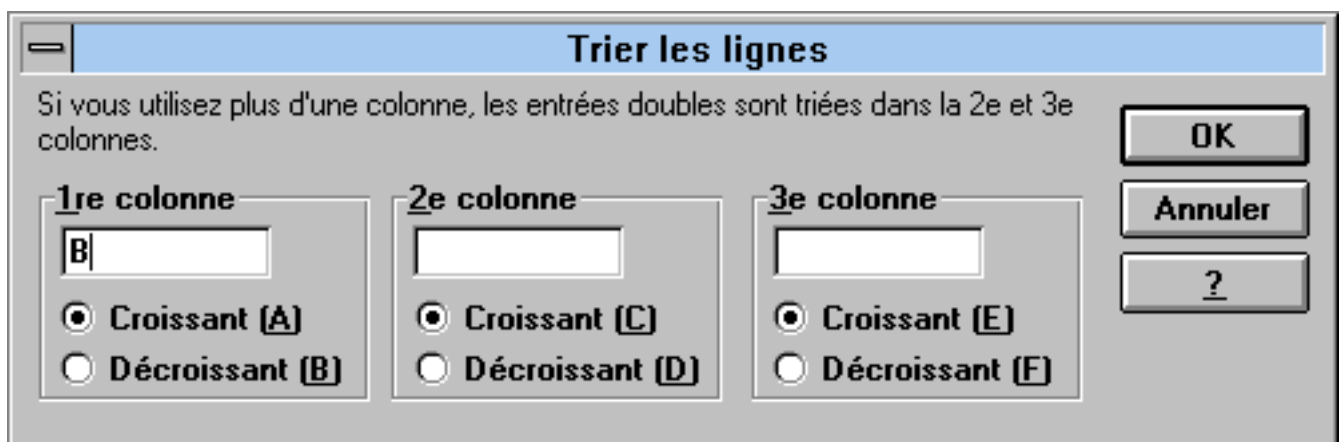 Trier les lignes
Si vous utilisez plus d'une colonne, les entrées doubles sont triées dans la 2e et 3e
colonnes.
OK
Annuler
?
1re colonne
B
Croissant (A)
Décroissant (B)
2e colonne
Croissant (C)
Décroissant (D)
3e colonne
Croissant (E)
Décroissant (F)